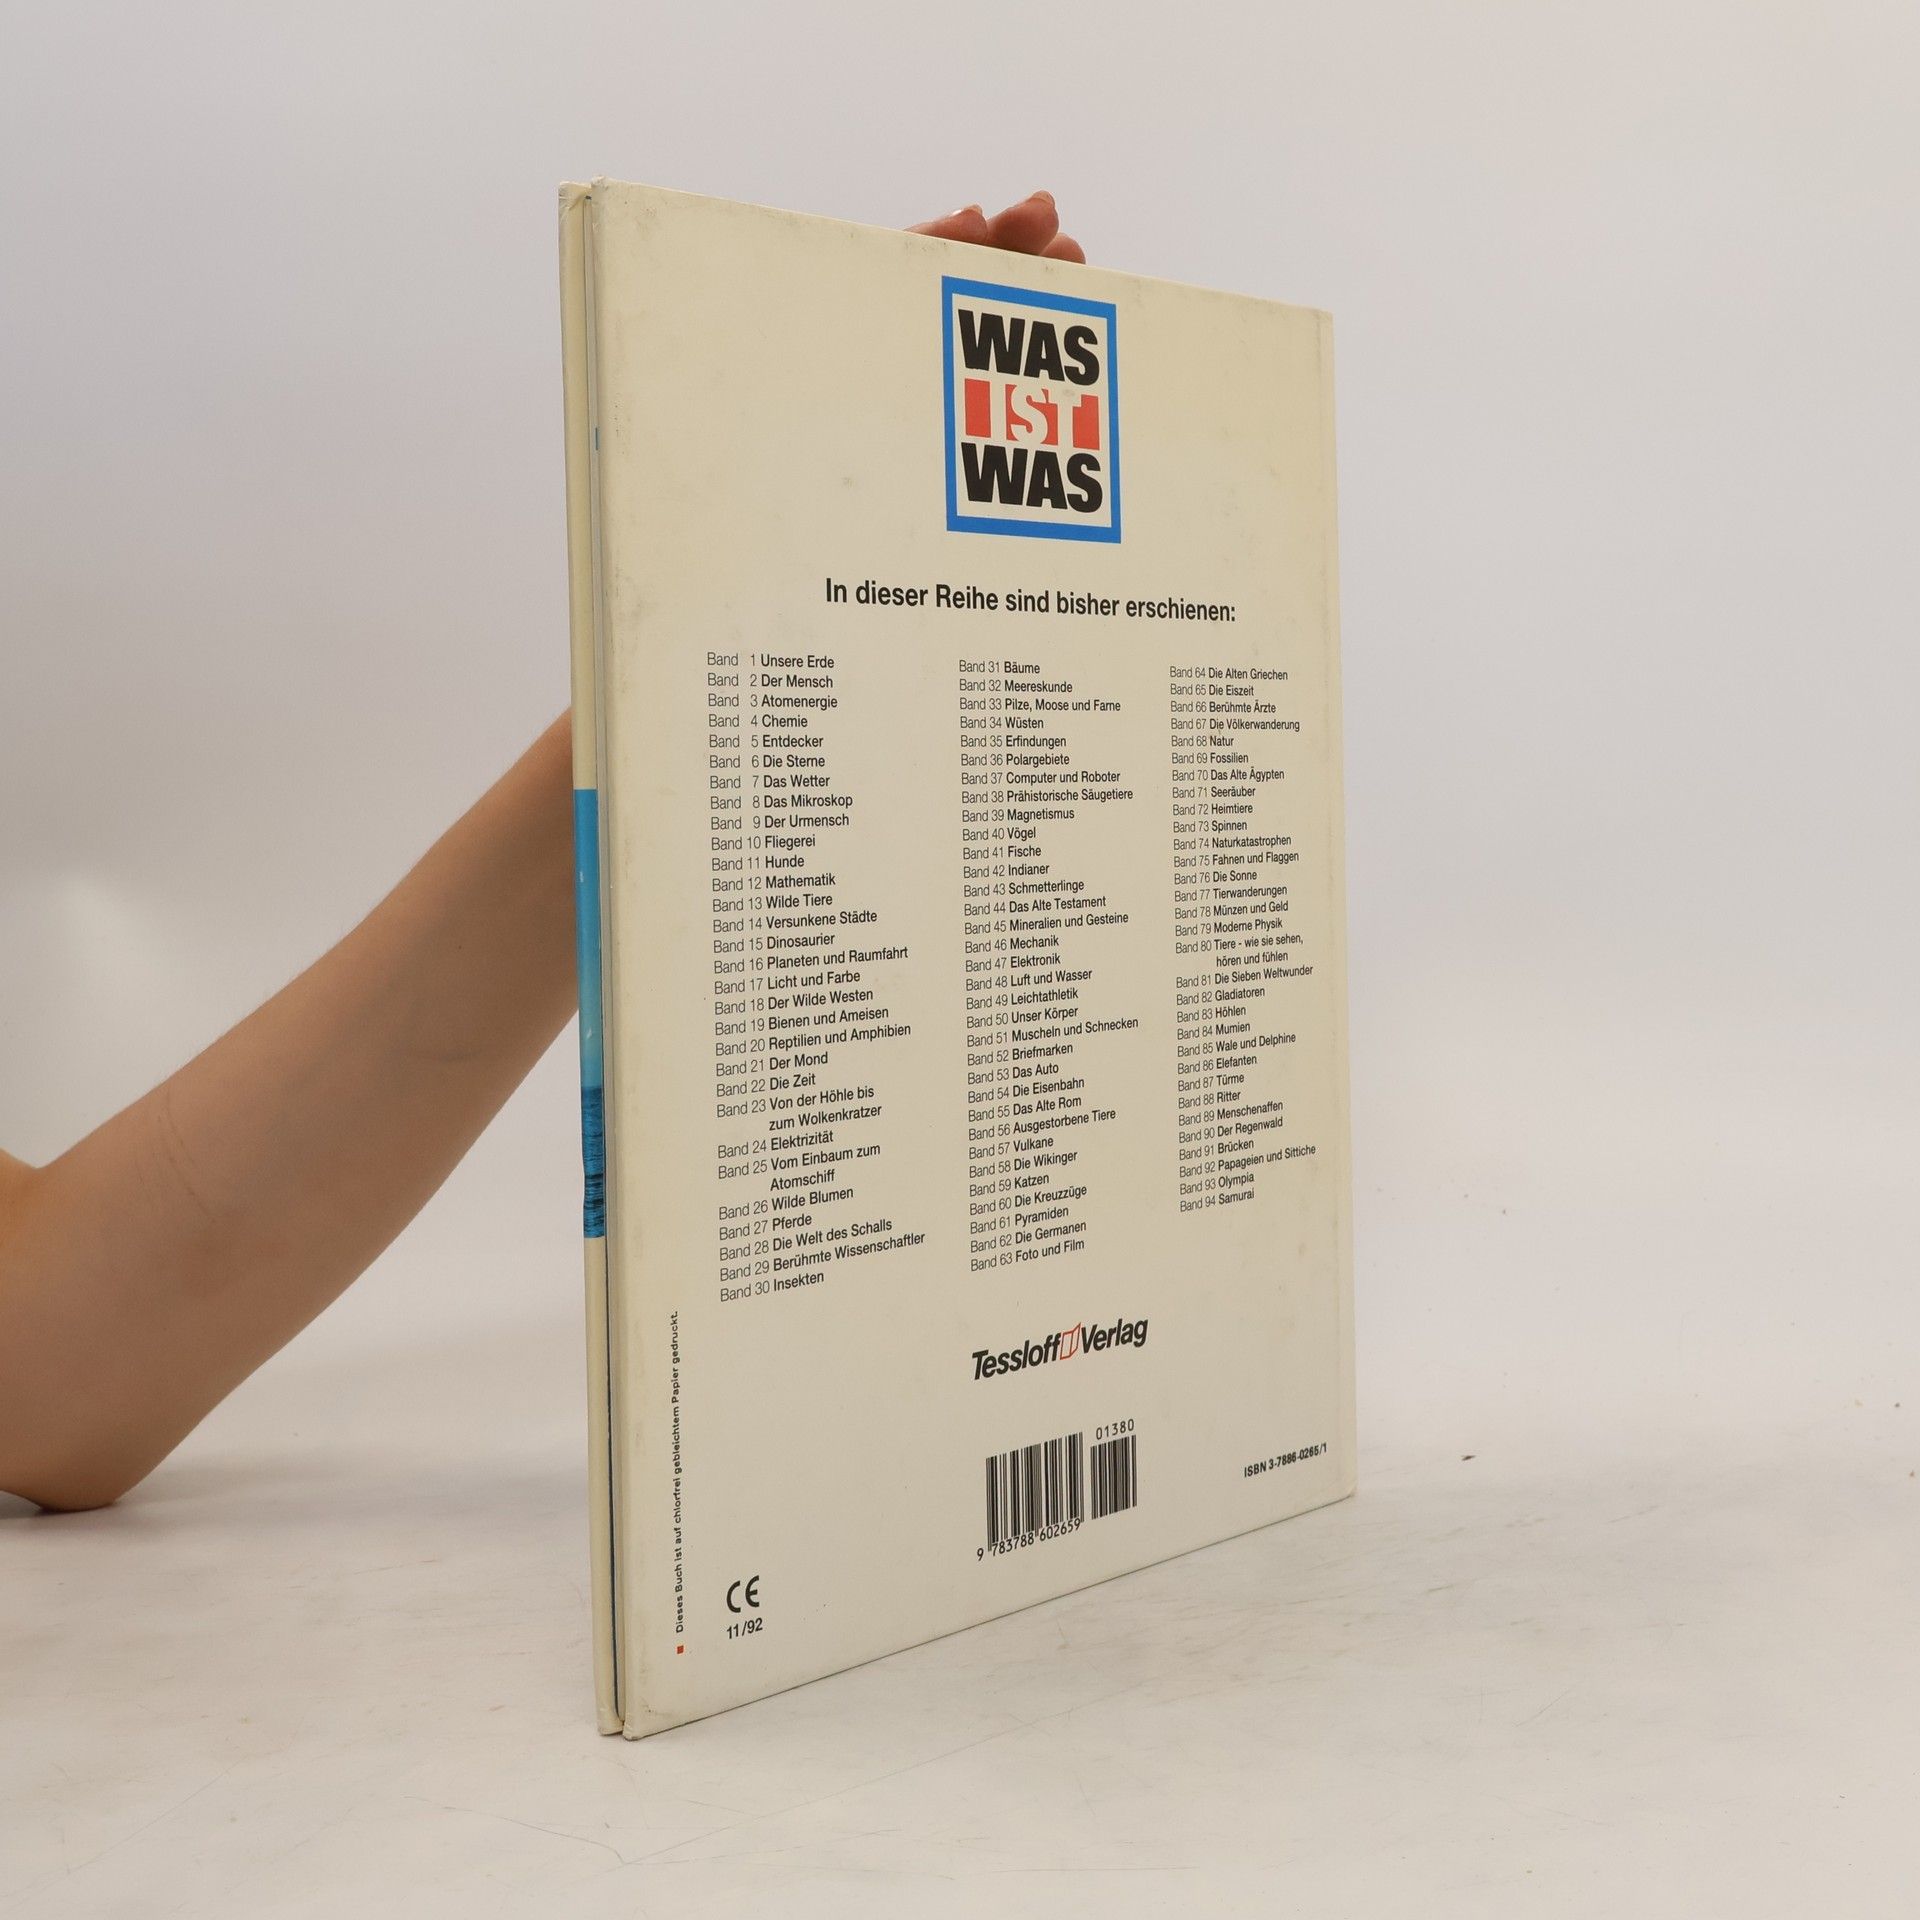 WAS
IST
WAS
In dieser Reihe sind bisher erschienen:
Band 1 Unsere Erde
Band 2 Der Mensch
Band 3 Atomenergie
Band 4 Chemie
Band 5 Entdecker
Band 6 Die Sterne
Band 7 Das Wetter
Band 8 Das Mikroskop
Band 9 Der Urmensch
Band 10 Fliegerei
Band 11 Hunde
Band 12 Mathematik
Band 13 Wilde Tiere
Band 14 Versunkene Städte
Band 15 Dinosaurier
Band 16 Planeten und Raumfahrt
Band 17 Licht und Farbe
Band 18 Der Wilde Westen
Band 19 Bienen und Ameisen
Band 20 Reptilien und Amphibien
Band 21 Der Mond
Band 22 Die Zeit
Band 23 Von der Höhle bis
zum Wolkenkratzer
Band 24 Elektrizität
Band 25 Vom Einbaum zum
Atomschiff
Band 26 Wilde Blumen
Band 27 Pferde
Band 28 Die Welt des Schalls
Band 29 Berühmte Wissenschaftler
Band 30 Insekten
Band 31 Bäume
Band 32 Meereskunde
Band 33 Pilze, Moose und Farne
Band 34 Wüsten
Band 35 Erfindungen
Band 36 Polargebiete
Band 37 Computer und Roboter
Band 38 Prähistorische Säugetiere
Band 39 Magnetismus
Band 40 Vögel
Band 41 Fische
Band 42 Indianer
Band 43 Schmetterlinge
Band 44 Das Alte Testament
Band 45 Mineralien und Gesteine
Band 46 Mechanik
Band 47 Elektronik
Band 48 Luft und Wasser
Band 49 Leichtathletik
Band 50 Unser Körper
Band 51 Muscheln und Schnecken
Band 52 Briefmarken
Band 53 Das Auto
Band 54 Die Eisenbahn
Band 55 Das Alte Rom
Band 56 Ausgestorbene Tiere
Band 57 Vulkane
Band 58 Die Wikinger
Band 59 Katzen
Band 60 Die Kreuzzüge
Band 61 Pyramiden
Band 62 Die Germanen
Band 63 Foto und Film
Band 64 Die Alten Griechen
Band 65 Die Eiszeit
Band 66 Berühmte Ärzte
Band 67 Die Völkerwanderung
Band 68 Natur
Band 69 Fossilien
Band 70 Das Alte Ägypten
Band 71 Seeräuber
Band 72 Heimtiere
Band 73 Spinnen
Band 74 Naturkatastrophen
Band 75 Fahnen und Flaggen
Band 76 Die Sonne
Band 77 Tierwanderungen
Band 78 Münzen und Geld
Band 79 Moderne Physik
Band 80 Tiere - wie sie sehen,
hören und fühlen
Band 81 Die Sieben Weltwunder
Band 82 Gladiatoren
Band 83 Höhlen
Band 84 Mumien
Band 85 Wale und Delphine
Band 86 Elefanten
Band 87 Türme
Band 88 Ritter
Band 89 Menschenaffen
Band 90 Der Regenwald
Band 91 Brücken
Band 92 Papageien und Sittiche
Band 93 Olympia
Band 94 Samurai
Tessloff Verlag
01380
9 783788 602659
ISBN 3-7886-0265/1
CE
11/92
Dieses Buch ist auf chlorfrei gebleichtem Papier gedruckt.